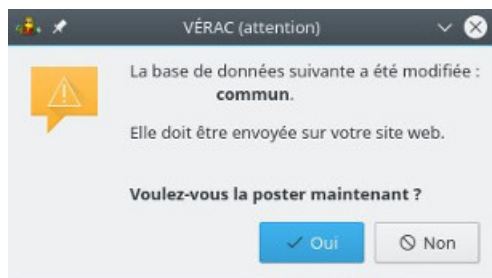 VÉRAC (attention)
La base de données suivante a été modifiée :
commun.
Elle doit être envoyée sur votre site web.
Voulez-vous la poster maintenant ?
Oui
Non